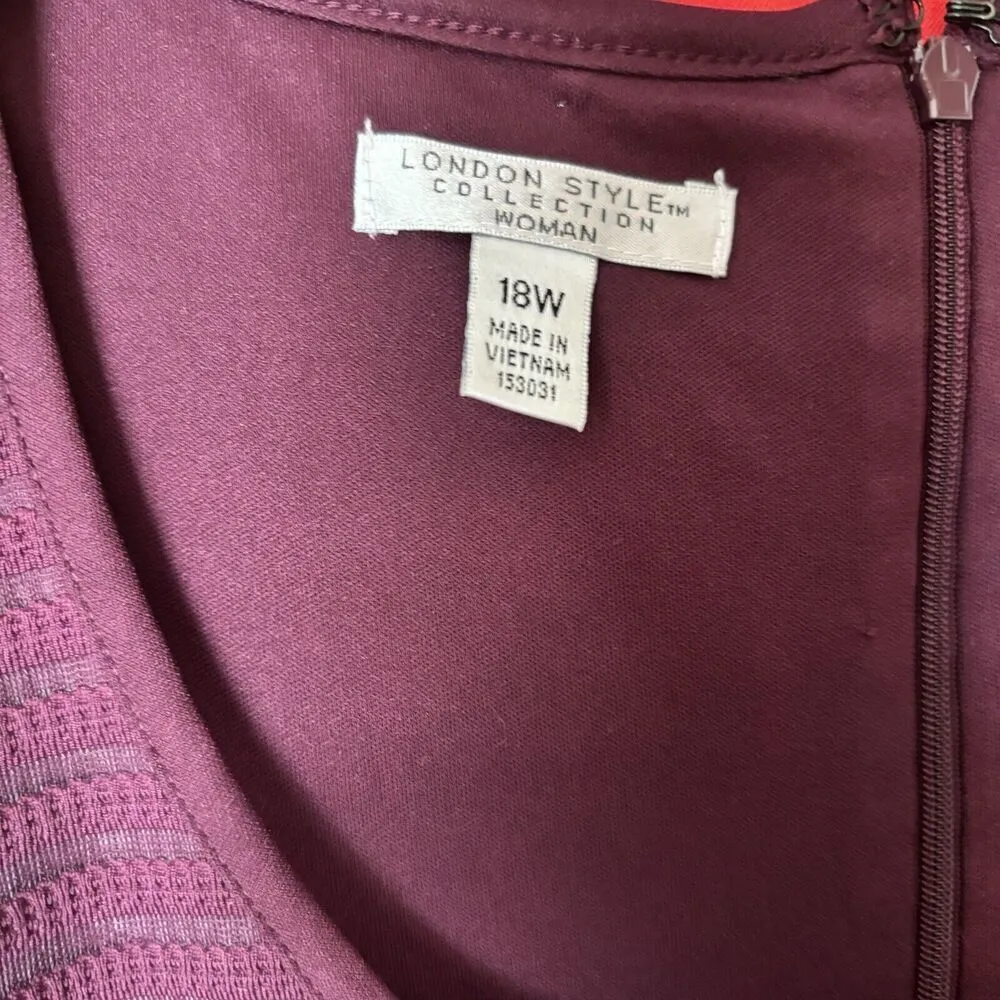 LONDON STYLE™
COLLECTION
WOMAN
18W
MADE IN
VIETNAM
153031